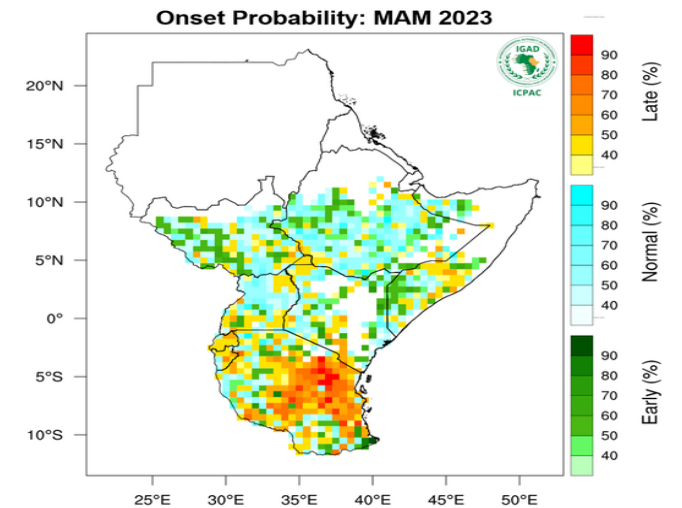 Onset Probability: MAM 2023
IGAD
ICPAC
20°N
15°N
10°N
5°N
0°
5°S
10°S
25°E 30°E 35°E 40°E 45°E 50°E
90
80
70
60
50
40
Late (%)
90
80
70
60
50
40
Normal (%)
90
80
70
60
50
40
Early (%)